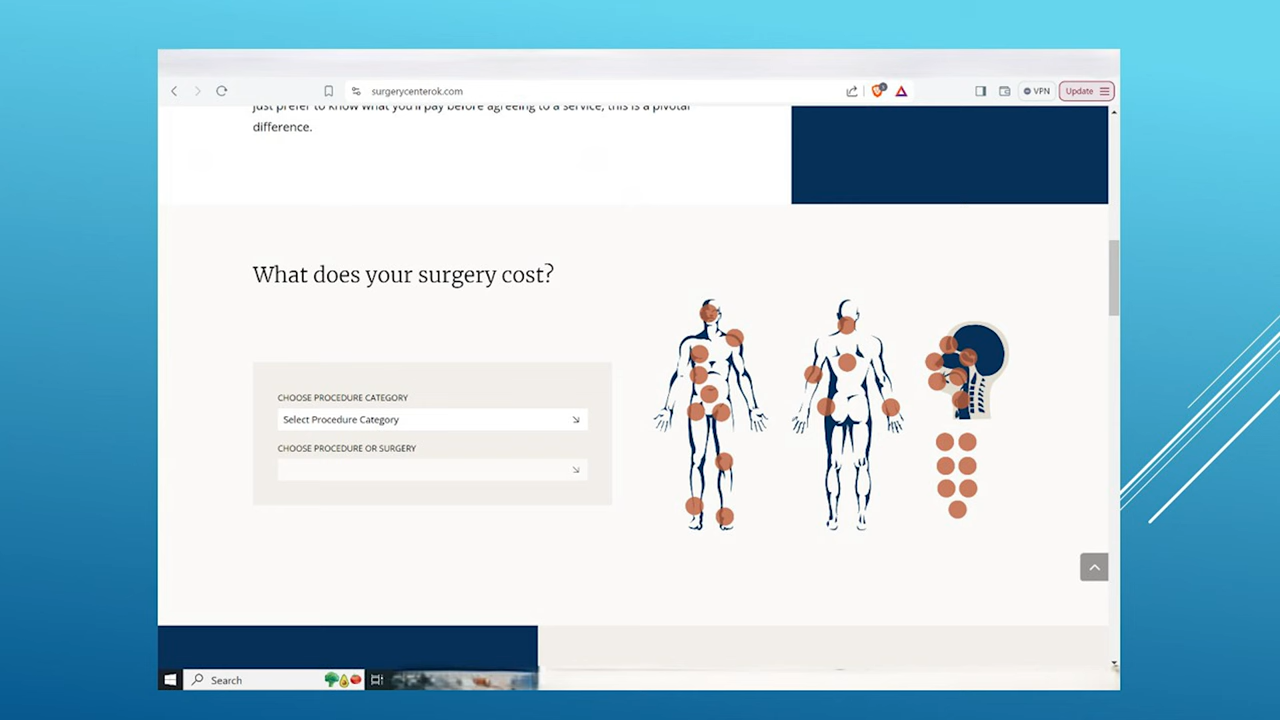 surgerycenterok.com
VPN
Update
just prefer to know what you'll pay before agreeing to a service, this is a pivotal
difference.
What does your surgery cost?
CHOOSE PROCEDURE CATEGORY
Select Procedure Category
CHOOSE PROCEDURE OR SURGERY
Search